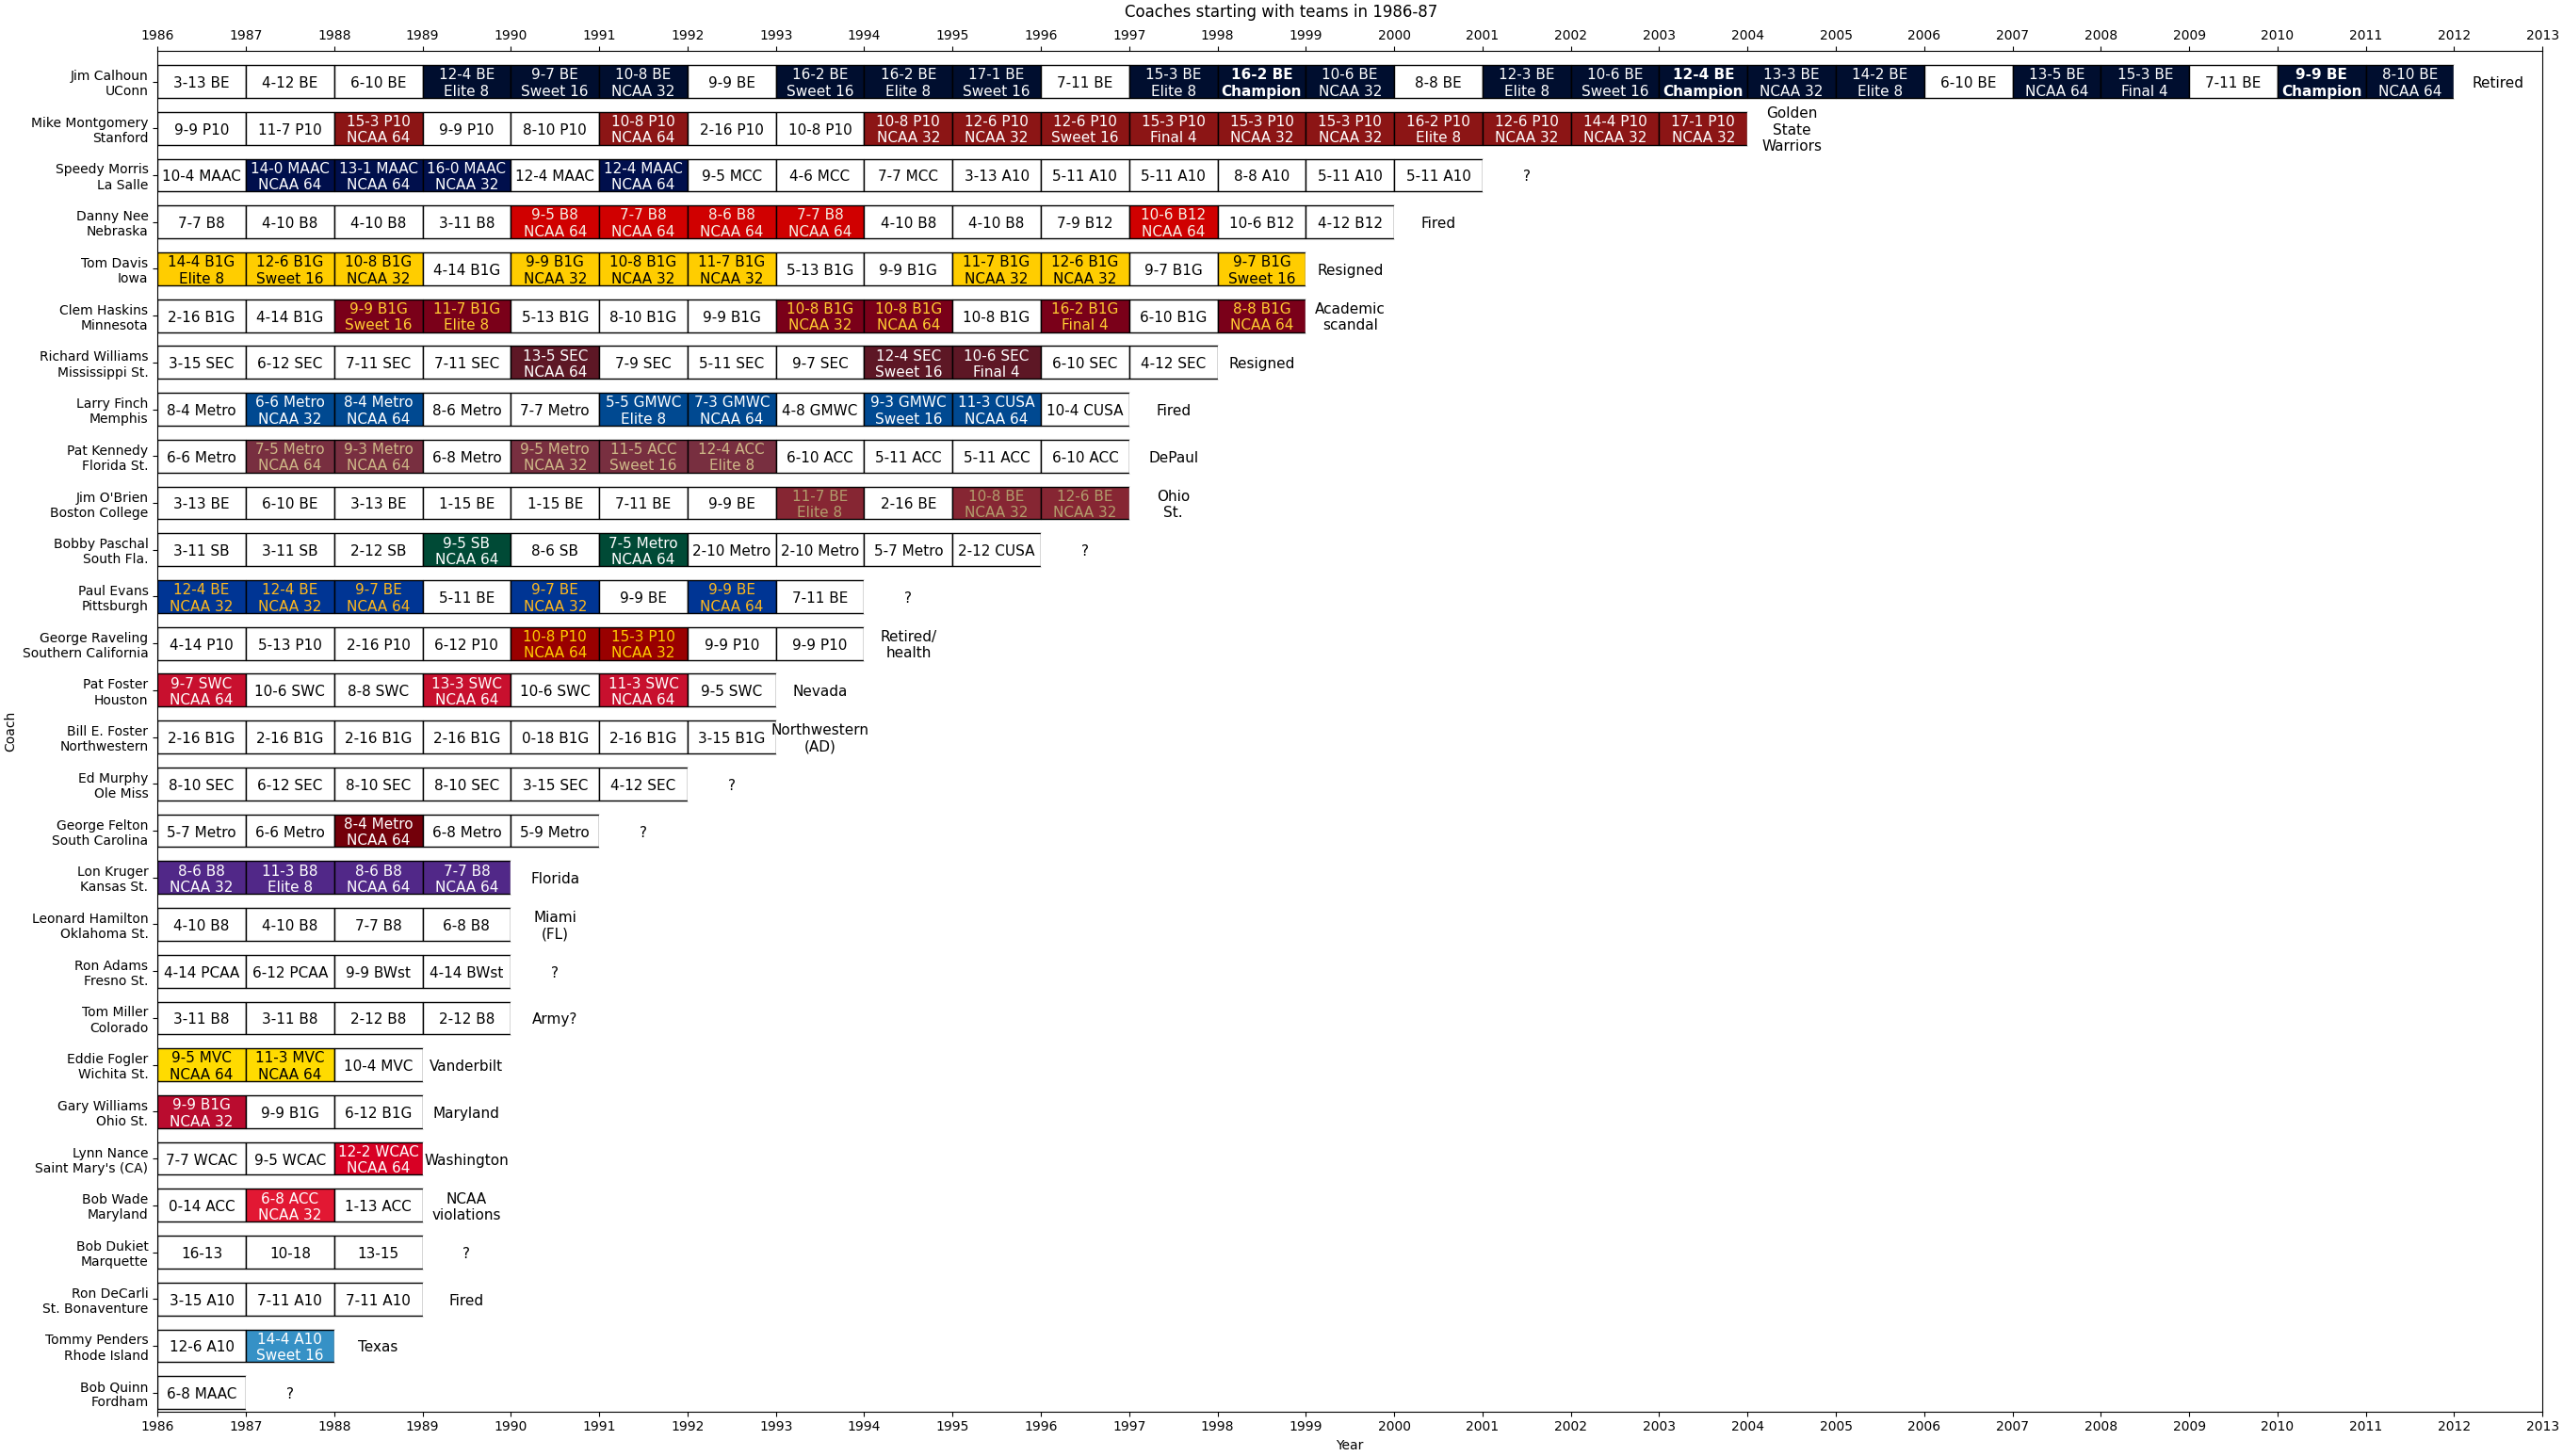 Coaches starting with teams in 1986-87
1986 1987 1988 1989 1990 1991 1992 1993 1994 1995 1996 1997 1998 1999 2000 2001 2002 2003 2004 2005 2006 2007 2008 2009 2010 2011 2012 2013
Jim Calhoun
UConn
3-13 BE
4-12 BE
6-10 BE
12-4 BE
Elite 8
9-7 BE
Sweet 16
10-8 BE
NCAA 32
9-9 BE
16-2 BE
Sweet 16
16-2 BE
Elite 8
17-1 BE
Sweet 16
7-11 BE
15-3 BE
Elite 8
16-2 BE
Champion
10-6 BE
NCAA 32
8-8 BE
12-3 BE
Elite 8
10-6 BE
Sweet 16
12-4 BE
Champion
13-3 BE
NCAA 32
14-2 BE
Elite 8
6-10 BE
13-5 BE
NCAA 64
15-3 BE
Final 4
7-11 BE
9-9 BE
Champion
8-10 BE
NCAA 64
Retired
Mike Montgomery
Stanford
9-9 P10
11-7 P10
15-3 P10
NCAA 64
9-9 P10
8-10 P10
10-8 P10
NCAA 64
2-16 P10
10-8 P10
10-8 P10
NCAA 32
12-6 P10
NCAA 32
12-6 P10
Sweet 16
15-3 P10
Final 4
15-3 P10
NCAA 32
15-3 P10
NCAA 32
16-2 P10
Elite 8
12-6 P10
NCAA 32
14-4 P10
NCAA 32
17-1 P10
NCAA 32
Golden
State
Warriors
Speedy Morris
La Salle
10-4 MAAC
14-0 MAAC
NCAA 64
13-1 MAAC
NCAA 64
16-0 MAAC
NCAA 32
12-4 MAAC
12-4 MAAC
NCAA 64
9-5 MCC
4-6 MCC
7-7 MCC
3-13 A10
5-11 A10
5-11 A10
8-8 A10
5-11 A10
5-11 A10
?
Danny Nee
Nebraska
7-7 B8
4-10 B8
4-10 B8
3-11 B8
9-5 B8
NCAA 64
7-7 B8
NCAA 64
8-6 B8
NCAA 64
7-7 B8
NCAA 64
4-10 B8
4-10 B8
7-9 B12
10-6 B12
NCAA 64
10-6 B12
4-12 B12
Fired
Tom Davis
Iowa
14-4 B1G
Elite 8
12-6 B1G
Sweet 16
10-8 B1G
NCAA 32
4-14 B1G
9-9 B1G
NCAA 32
10-8 B1G
NCAA 32
11-7 B1G
NCAA 32
5-13 B1G
9-9 B1G
11-7 B1G
NCAA 32
12-6 B1G
NCAA 32
9-7 B1G
9-7 B1G
Sweet 16
Resigned
Clem Haskins
Minnesota
2-16 B1G
4-14 B1G
9-9 B1G
Sweet 16
11-7 B1G
Elite 8
5-13 B1G
8-10 B1G
9-9 B1G
10-8 B1G
NCAA 32
10-8 B1G
NCAA 64
10-8 B1G
16-2 B1G
Final 4
6-10 B1G
8-8 B1G
NCAA 64
Academic
scandal
Richard Williams
Mississippi St.
3-15 SEC
6-12 SEC
7-11 SEC
7-11 SEC
13-5 SEC
NCAA 64
7-9 SEC
5-11 SEC
9-7 SEC
12-4 SEC
Sweet 16
10-6 SEC
Final 4
6-10 SEC
4-12 SEC
Resigned
Larry Finch
Memphis
8-4 Metro
6-6 Metro
NCAA 32
8-4 Metro
NCAA 64
8-6 Metro
7-7 Metro
5-5 GMWC
Elite 8
7-3 GMWC
NCAA 64
4-8 GMWC
9-3 GMWC
Sweet 16
11-3 CUSA
NCAA 64
10-4 CUSA
Fired
Pat Kennedy
Florida St.
6-6 Metro
7-5 Metro
NCAA 64
9-3 Metro
NCAA 64
6-8 Metro
9-5 Metro
NCAA 32
11-5 ACC
Sweet 16
12-4 ACC
Elite 8
6-10 ACC
5-11 ACC
5-11 ACC
6-10 ACC
DePaul
Jim O'Brien
Boston College
3-13 BE
6-10 BE
3-13 BE
1-15 BE
1-15 BE
7-11 BE
9-9 BE
11-7 BE
Elite 8
2-16 BE
10-8 BE
NCAA 32
12-6 BE
NCAA 32
Ohio
St.
Bobby Paschal
South Fla.
3-11 SB
3-11 SB
2-12 SB
9-5 SB
NCAA 64
8-6 SB
7-5 Metro
NCAA 64
2-10 Metro
2-10 Metro
5-7 Metro
2-12 CUSA
?
Paul Evans
Pittsburgh
12-4 BE
NCAA 32
12-4 BE
NCAA 32
9-7 BE
NCAA 64
5-11 BE
9-7 BE
NCAA 32
9-9 BE
9-9 BE
NCAA 64
7-11 BE
?
George Raveling
Southern California
4-14 P10
5-13 P10
2-16 P10
6-12 P10
10-8 P10
NCAA 64
15-3 P10
NCAA 32
9-9 P10
9-9 P10
Retired/
health
Pat Foster
Houston
9-7 SWC
NCAA 64
10-6 SWC
8-8 SWC
13-3 SWC
NCAA 64
10-6 SWC
11-3 SWC
NCAA 64
9-5 SWC
Nevada
Coach
Bill E. Foster
Northwestern
2-16 B1G
2-16 B1G
2-16 B1G
2-16 B1G
0-18 B1G
2-16 B1G
3-15 B1G
Northwestern
(AD)
Ed Murphy
Ole Miss
8-10 SEC
6-12 SEC
8-10 SEC
8-10 SEC
3-15 SEC
4-12 SEC
?
George Felton
South Carolina
5-7 Metro
6-6 Metro
8-4 Metro
NCAA 64
6-8 Metro
5-9 Metro
?
Lon Kruger
Kansas St.
8-6 B8
NCAA 32
11-3 B8
Elite 8
8-6 B8
NCAA 64
7-7 B8
NCAA 64
Florida
Leonard Hamilton
Oklahoma St.
4-10 B8
4-10 B8
7-7 B8
6-8 B8
Miami
(FL)
Ron Adams
Fresno St.
4-14 PCAA
6-12 PCAA
9-9 BWst
4-14 BWst
?
Tom Miller
Colorado
3-11 B8
3-11 B8
2-12 B8
2-12 B8
Army?
Eddie Fogler
Wichita St.
9-5 MVC
NCAA 64
11-3 MVC
NCAA 64
10-4 MVC
Vanderbilt
Gary Williams
Ohio St.
9-9 B1G
NCAA 32
9-9 B1G
6-12 B1G
Maryland
Lynn Nance
Saint Mary's (CA)
7-7 WCAC
9-5 WCAC
12-2 WCAC
NCAA 64
Washington
Bob Wade
Maryland
0-14 ACC
6-8 ACC
NCAA 32
1-13 ACC
NCAA
violations
Bob Dukiet
Marquette
16-13
10-18
13-15
?
Ron DeCarli
St. Bonaventure
3-15 A10
7-11 A10
7-11 A10
Fired
Tommy Penders
Rhode Island
12-6 A10
14-4 A10
Sweet 16
Texas
Bob Quinn
Fordham
6-8 MAAC
?
1986 1987 1988 1989 1990 1991 1992 1993 1994 1995 1996 1997 1998 1999 2000 2001 2002 2003 2004 2005 2006 2007 2008 2009 2010 2011 2012 2013
Year